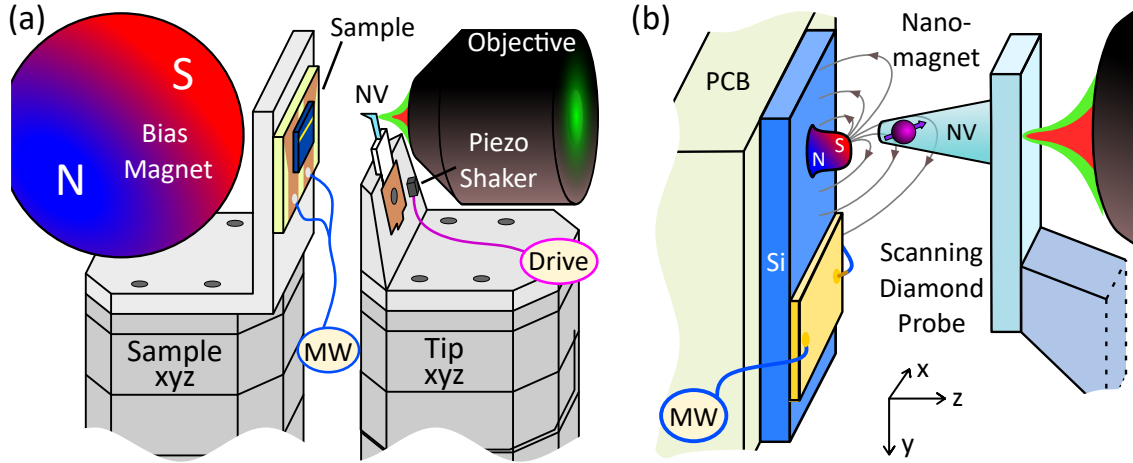 (a)
Sample
Objective
S
NV
Bias
Magnet
N
Piezo
Shaker
Drive
MW
Sample
xyz
Tip
xyz
(b)
Nano-
magnet
PCB
NV
N
S
Si
Scanning
Diamond
Probe
MW
x
z
y